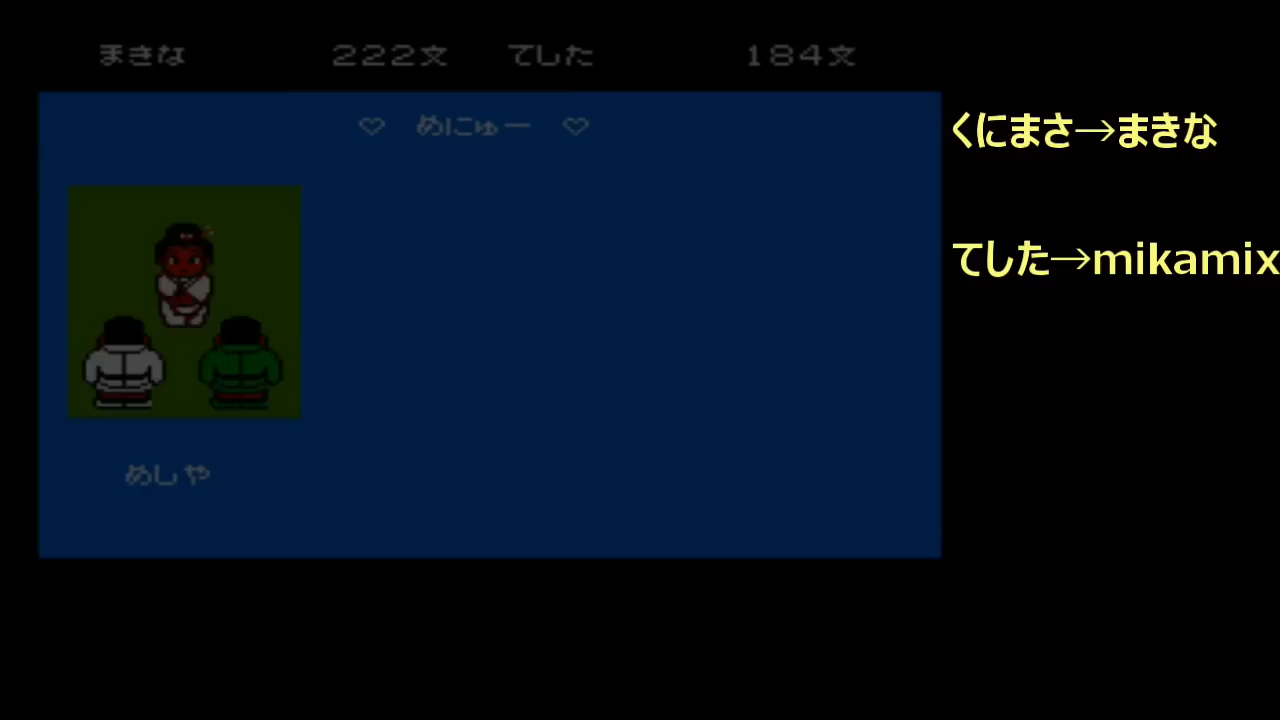 まきな 222文 てした 184文
♡ めにゅー ♡
くにまさ→まきな
てした→mikamix
めしや